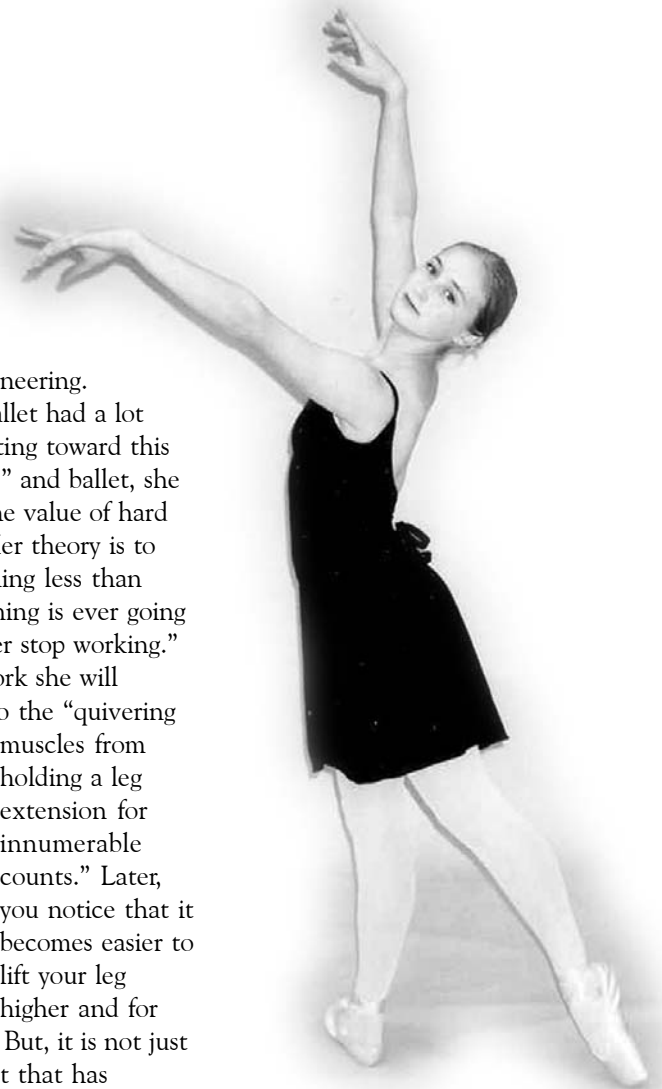 neering.
llet had a lot
ting toward this
” and ballet, she
e value of hard
er theory is to
ing less than
ning is ever going
er stop working.”
ork she will
o the “quivering
muscles from
holding a leg
extension for
innumerable
counts.” Later,
you notice that it
becomes easier to
lift your leg
higher and for
But, it is not just
t that has